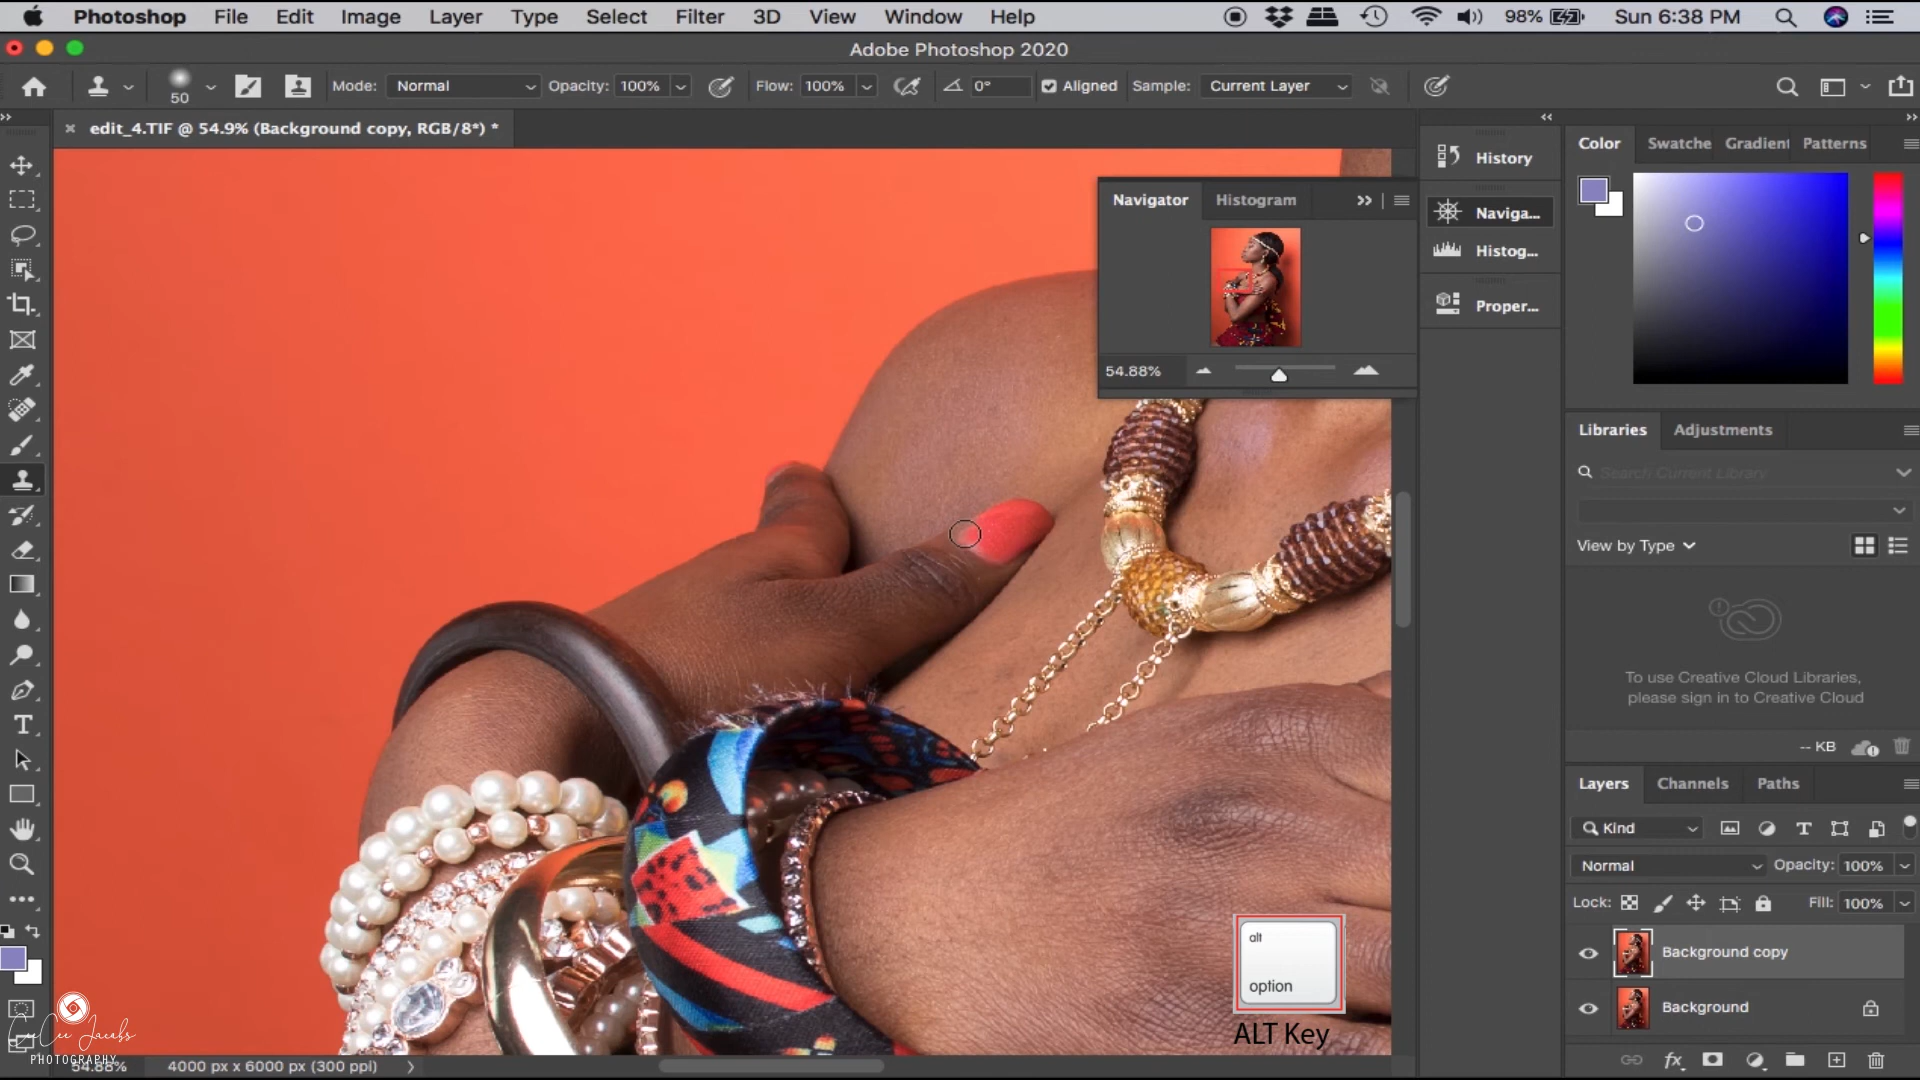 Photoshop File Edit Image Layer Type Select Filter 3D View Window Help 98% Sun 6:38 PM
Adobe Photoshop 2020
50 Mode: Normal Opacity: 100% Flow: 100% 0° Aligned Sample: Current Layer
edit_4.TIF @ 54.9% (Background copy, RGB/8*) *
Navigator Histogram
54.88%
History
Naviga...
Histog...
Proper...
Color Swatche Gradient Patterns
Libraries Adjustments
Search Current Library
View by Type
To use Creative Cloud Libraries,
please sign in to Creative Cloud
-- KB
Layers Channels Paths
Kind
Normal Opacity: 100%
Lock: Fill: 100%
Background copy
Background
alt
option
ALT Key
CeeCee Jacobs
PHOTOGRAPHY
54.88% 4000 px x 6000 px (300 ppi)